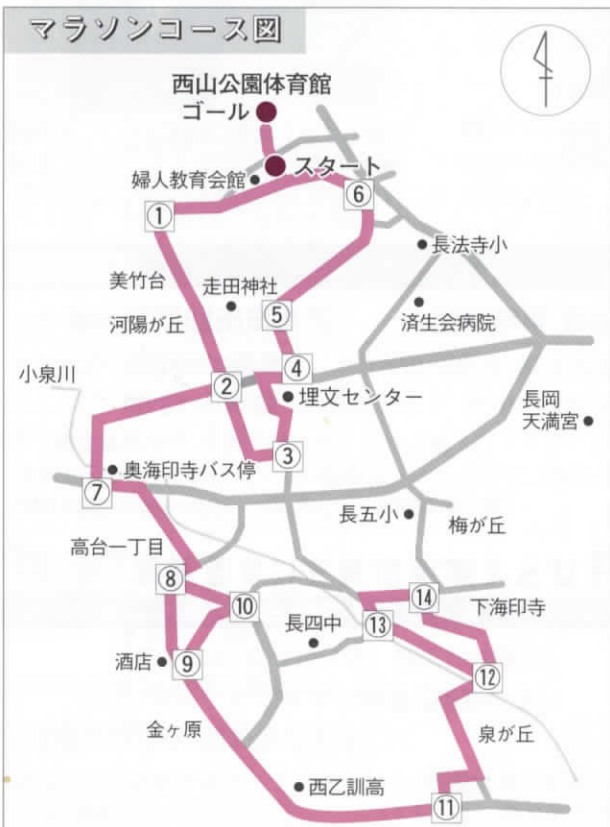 マラソンコース図
西山公園体育館
ゴール
スタート
婦人教育会館
①
⑥
長法寺小
美竹台
走田神社
⑤
済生会病院
河陽が丘
④
小泉川
②
埋文センター
長岡
天満宮
③
奥海印寺バス停
⑦
長五小
梅が丘
高台一丁目
⑧
⑭
⑩
下海印寺
⑬
長四中
酒店
⑨
⑫
金ヶ原
泉が丘
西乙訓高
⑪